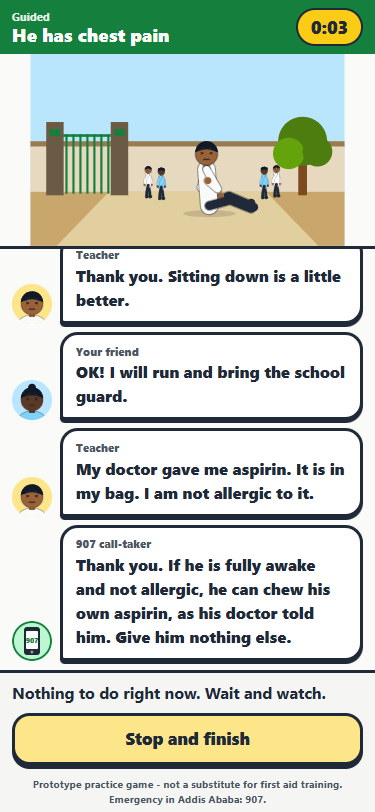 Guided
He has chest pain
0:03
Teacher
Thank you. Sitting down is a little
better.
Your friend
OK! I will run and bring the school
guard.
Teacher
My doctor gave me aspirin. It is in
my bag. I am not allergic to it.
907 call-taker
Thank you. If he is fully awake
and not allergic, he can chew his
own aspirin, as his doctor told
him. Give him nothing else.
907
Nothing to do right now. Wait and watch.
Stop and finish
Prototype practice game - not a substitute for first aid training.
Emergency in Addis Ababa: 907.